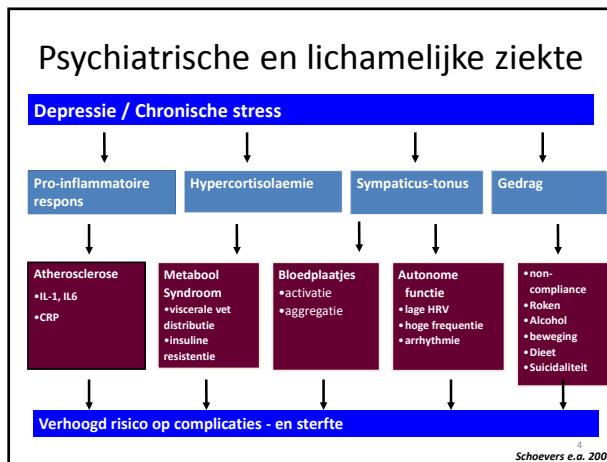 Psychiatrische en lichamelijke ziekte
Depressie / Chronische stress
Pro-inflammatoire
respons
Hypercortisolaemie
Sympaticus-tonus
Gedrag
Atherosclerose
•IL-1, IL6
•CRP
Metabool
Syndroom
•viscerale vet
distributie
•insuline
resistentie
Bloedplaatjes
•activatie
•aggregatie
Autonome
functie
•lage HRV
•hoge frequentie
•arrhythmie
•non-
compliance
•Roken
•Alcohol
•beweging
•Dieet
•Suicidaliteit
Verhoogd risico op complicaties - en sterfte
4
Schoevers e.a. 200